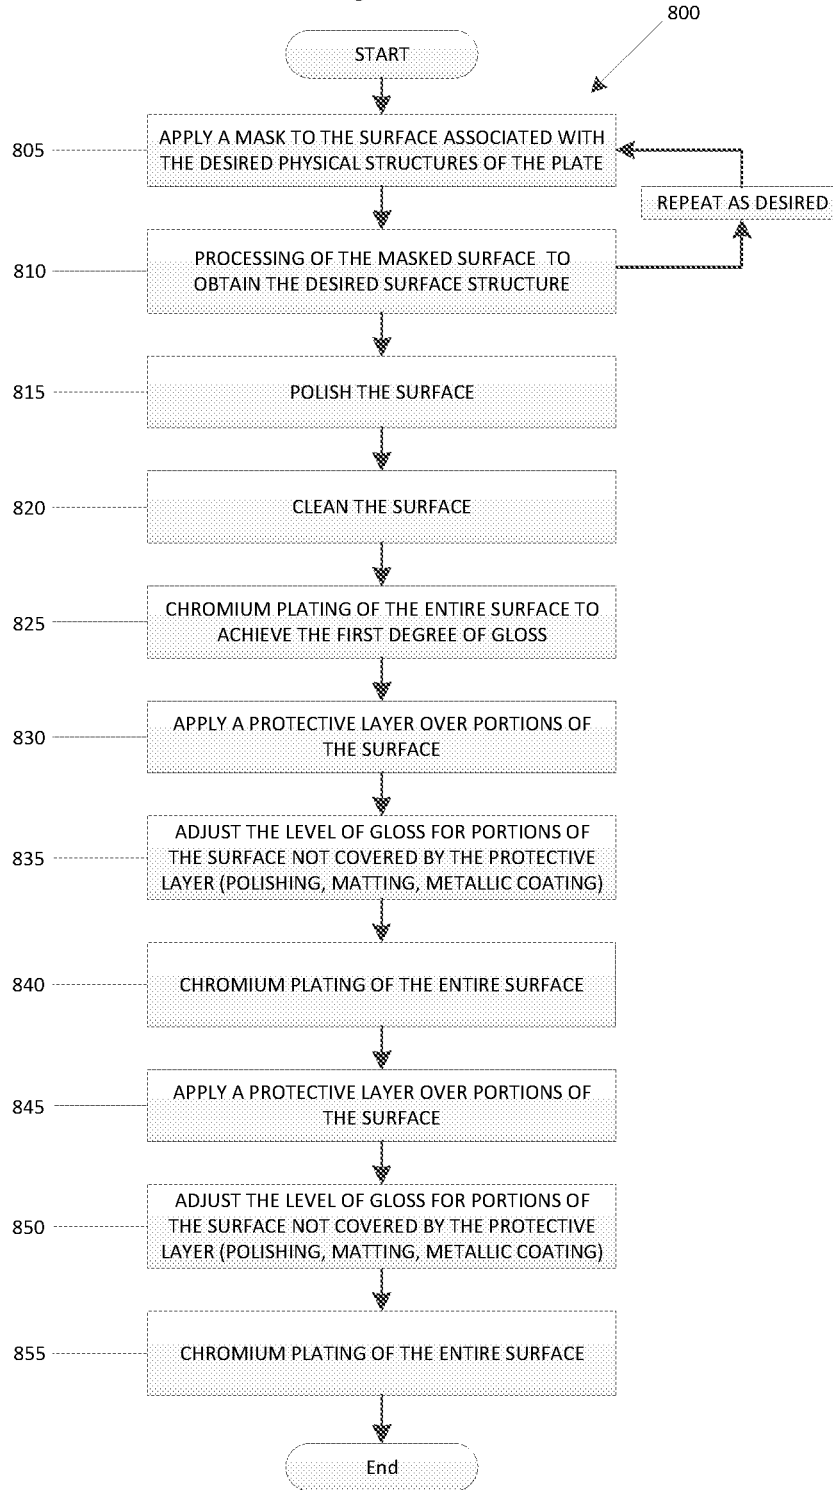 800
START
805
APPLY A MASK TO THE SURFACE ASSOCIATED WITH
THE DESIRED PHYSICAL STRUCTURES OF THE PLATE
REPEAT AS DESIRED
810
PROCESSING OF THE MASKED SURFACE TO
OBTAIN THE DESIRED SURFACE STRUCTURE
815
POLISH THE SURFACE
820
CLEAN THE SURFACE
825
CHROMIUM PLATING OF THE ENTIRE SURFACE TO
ACHIEVE THE FIRST DEGREE OF GLOSS
830
APPLY A PROTECTIVE LAYER OVER PORTIONS OF
THE SURFACE
835
ADJUST THE LEVEL OF GLOSS FOR PORTIONS OF
THE SURFACE NOT COVERED BY THE PROTECTIVE
LAYER (POLISHING, MATTING, METALLIC COATING)
840
CHROMIUM PLATING OF THE ENTIRE SURFACE
845
APPLY A PROTECTIVE LAYER OVER PORTIONS OF
THE SURFACE
850
ADJUST THE LEVEL OF GLOSS FOR PORTIONS OF
THE SURFACE NOT COVERED BY THE PROTECTIVE
LAYER (POLISHING, MATTING, METALLIC COATING)
855
CHROMIUM PLATING OF THE ENTIRE SURFACE
End